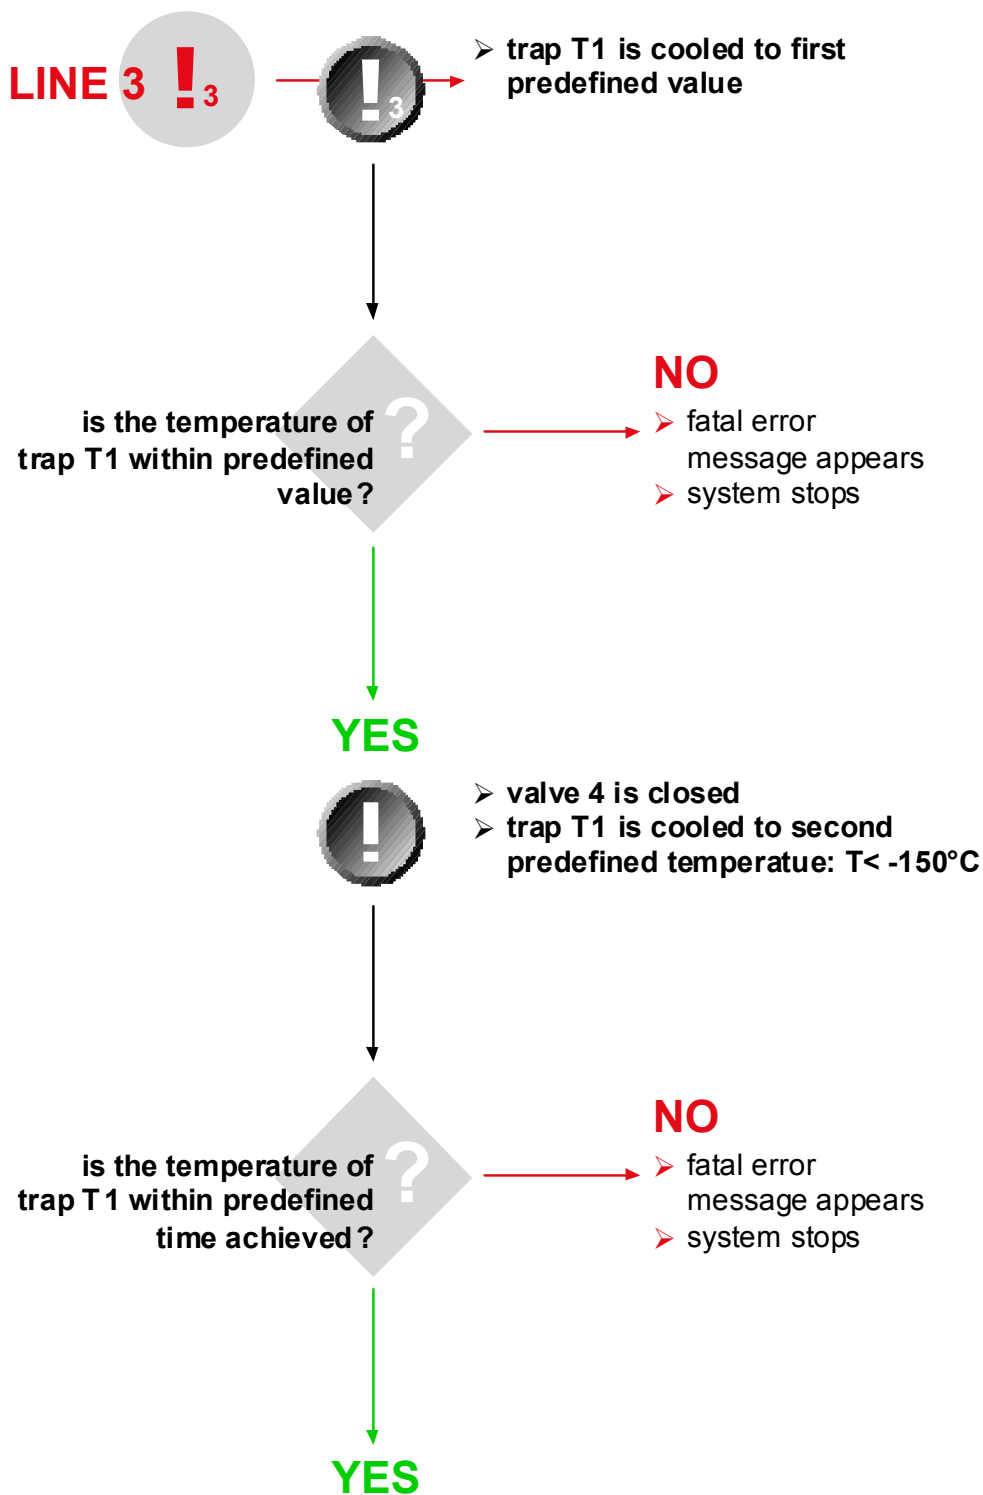 LINE 3 ! 3
! 3
➢ trap T1 is cooled to first
predefined value
NO
?
is the temperature of
trap T1 within predefined
value?
➢ fatal error
message appears
➢ system stops
YES
!
➢ valve 4 is closed
➢ trap T1 is cooled to second
predefined temperatue: T< -150°C
NO
?
is the temperature of
trap T1 within predefined
time achieved?
➢ fatal error
message appears
➢ system stops
YES